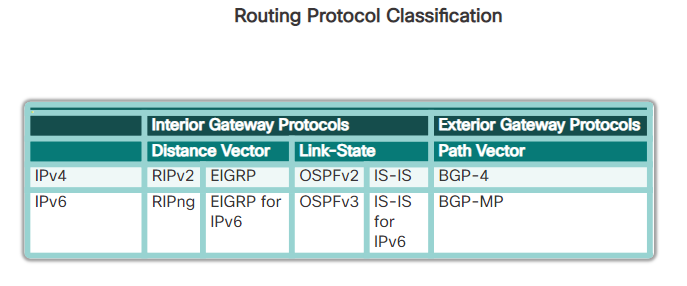 Routing Protocol Classification
Interior Gateway Protocols Exterior Gateway Protocols
Distance Vector Link-State Path Vector
IPv4 RIPv2 EIGRP OSPFv2 IS-IS BGP-4
IPv6 RIPng EIGRP for OSPFv3 IS-IS BGP-MP
IPv6 for
IPv6